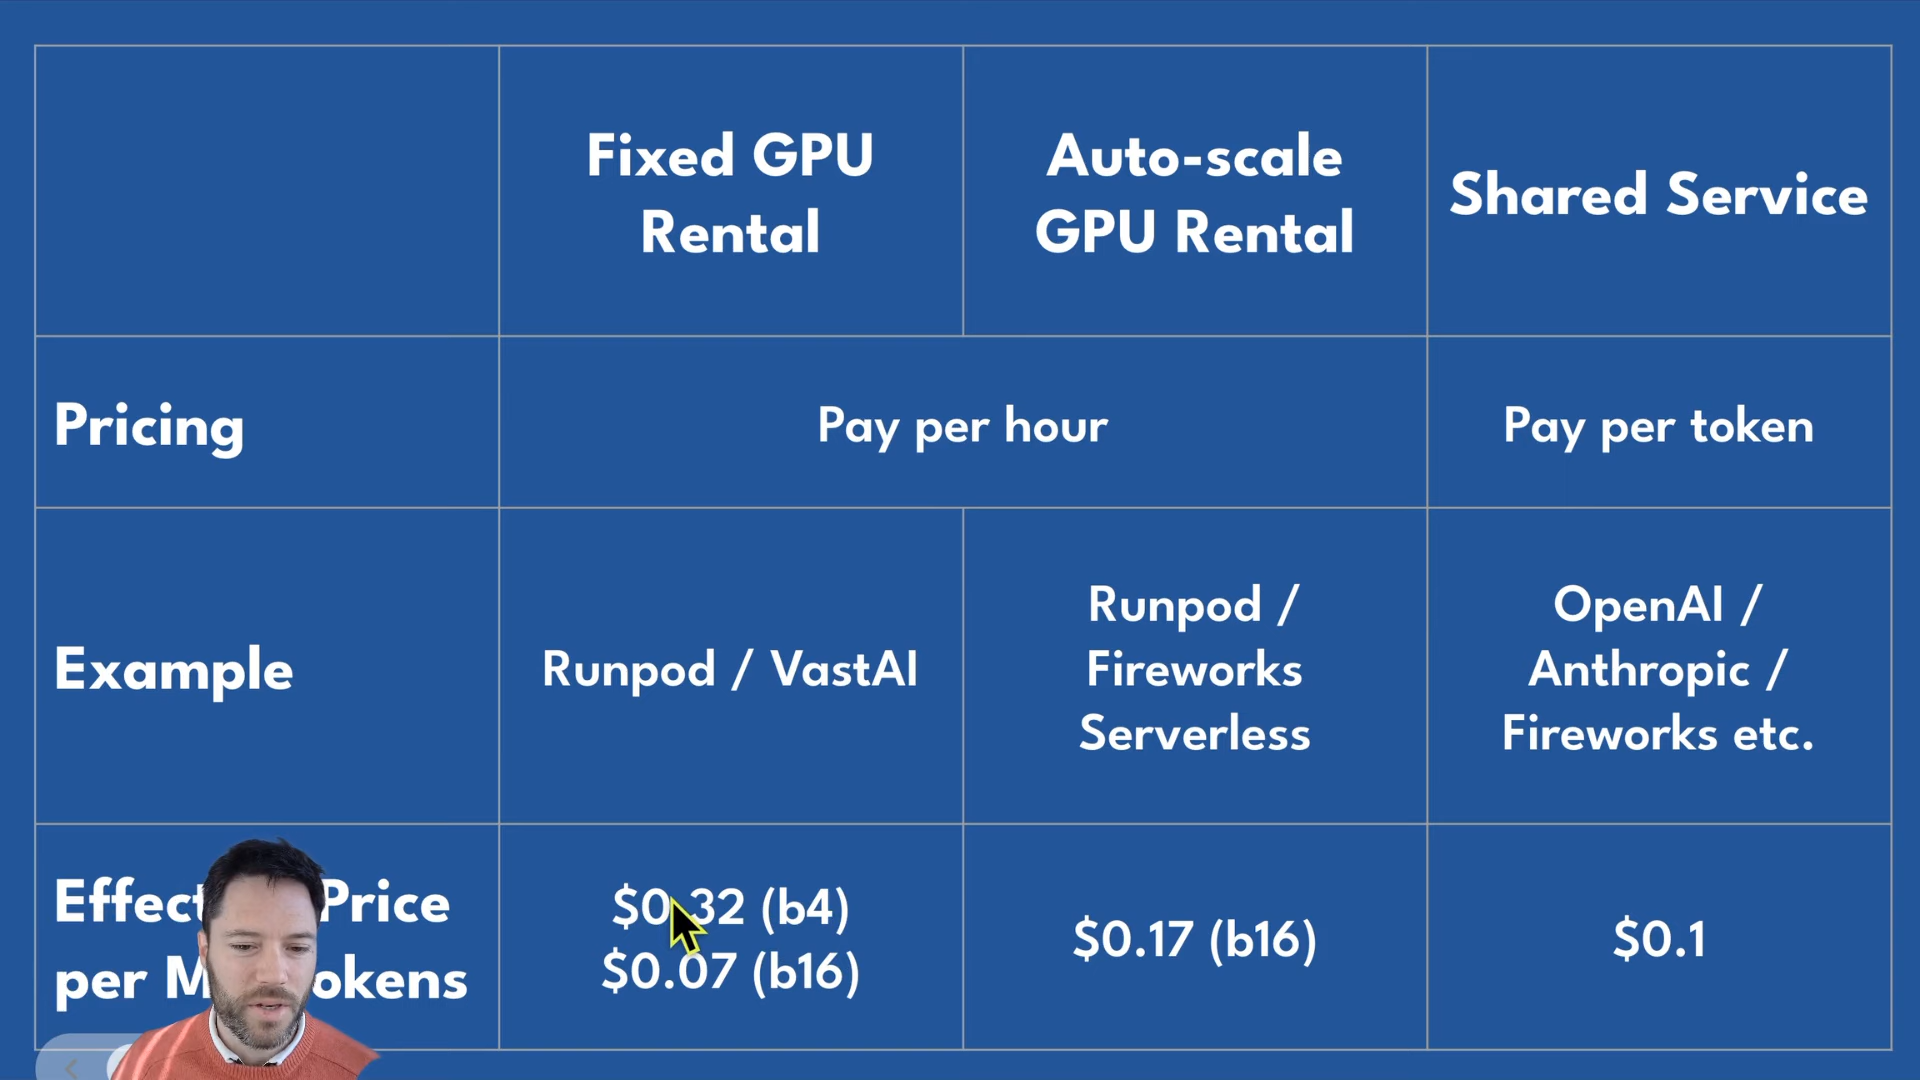 Fixed GPU
Rental
Auto-scale
GPU Rental
Shared Service
Pricing
Pay per hour
Pay per token
Example
Runpod / VastAI
Runpod /
Fireworks
Serverless
OpenAI /
Anthropic /
Fireworks etc.
Price
per
$0.32 (b4)
$0.07 (b16)
$0.17 (b16)
$0.1